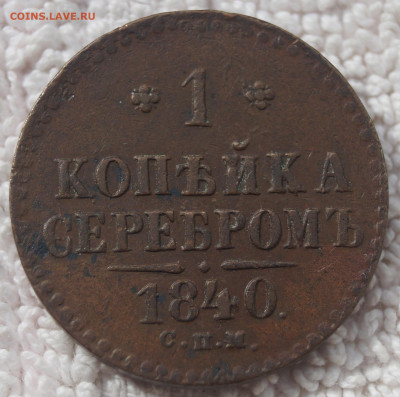 COINS.LAVE.RU
1
КОПѢЙКА
СЕРЕБРОМЪ
1840.
С.П.М.